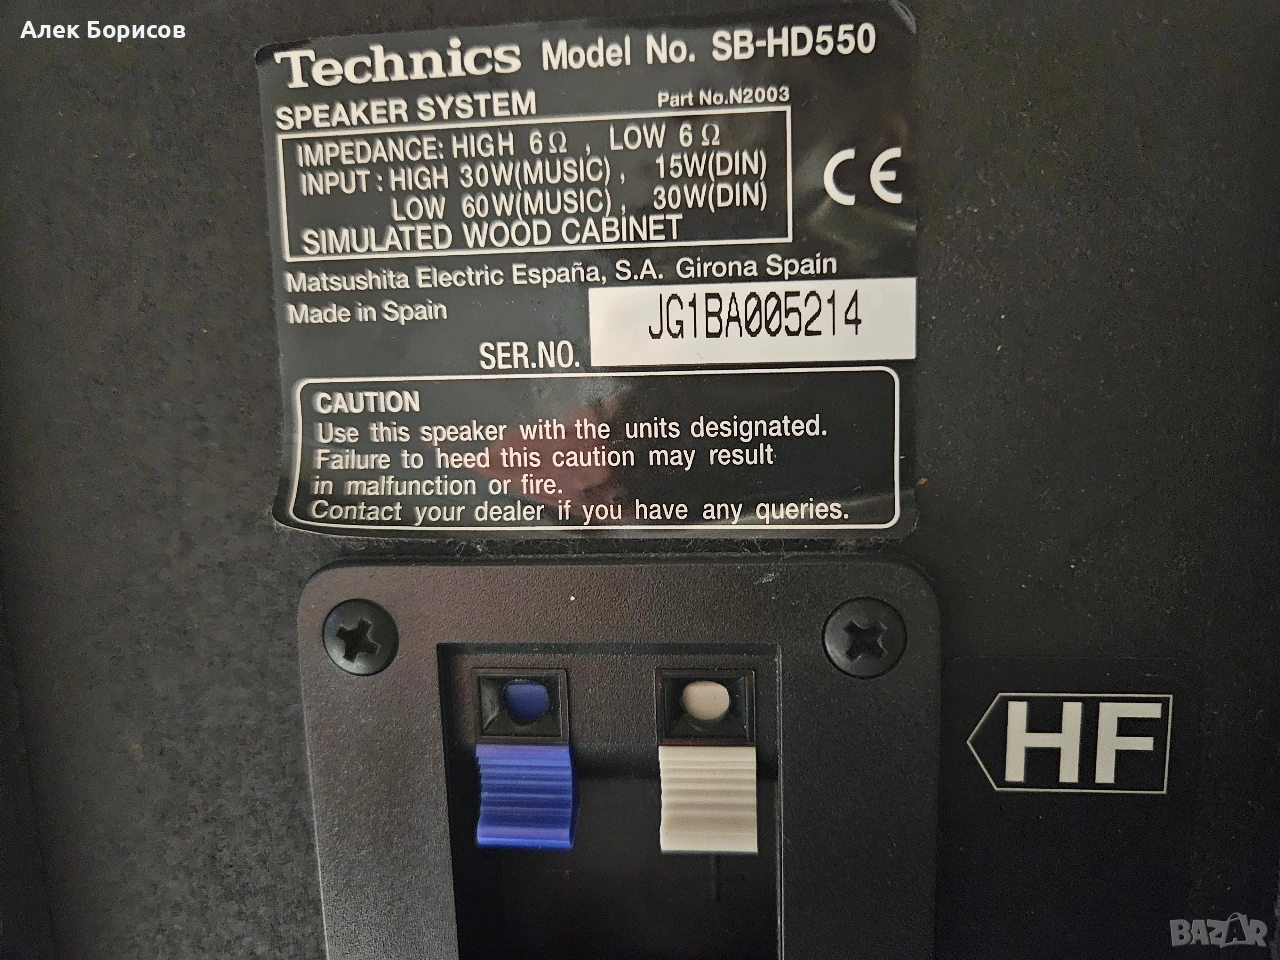 Алек Борисов
Technics Model No. SB-HD550
SPEAKER SYSTEM Part No.N2003
IMPEDANCE: HIGH 6Ω , LOW 6Ω
INPUT : HIGH 30W(MUSIC) , 15W(DIN)
LOW 60W(MUSIC) , 30W(DIN)
SIMULATED WOOD CABINET
CE
Matsushita Electric España, S.A. Girona Spain
Made in Spain
SER.NO. JG1BA005214
CAUTION
Use this speaker with the units designated.
Failure to heed this caution may result
in malfunction or fire.
Contact your dealer if you have any queries.
HF
BAZAR